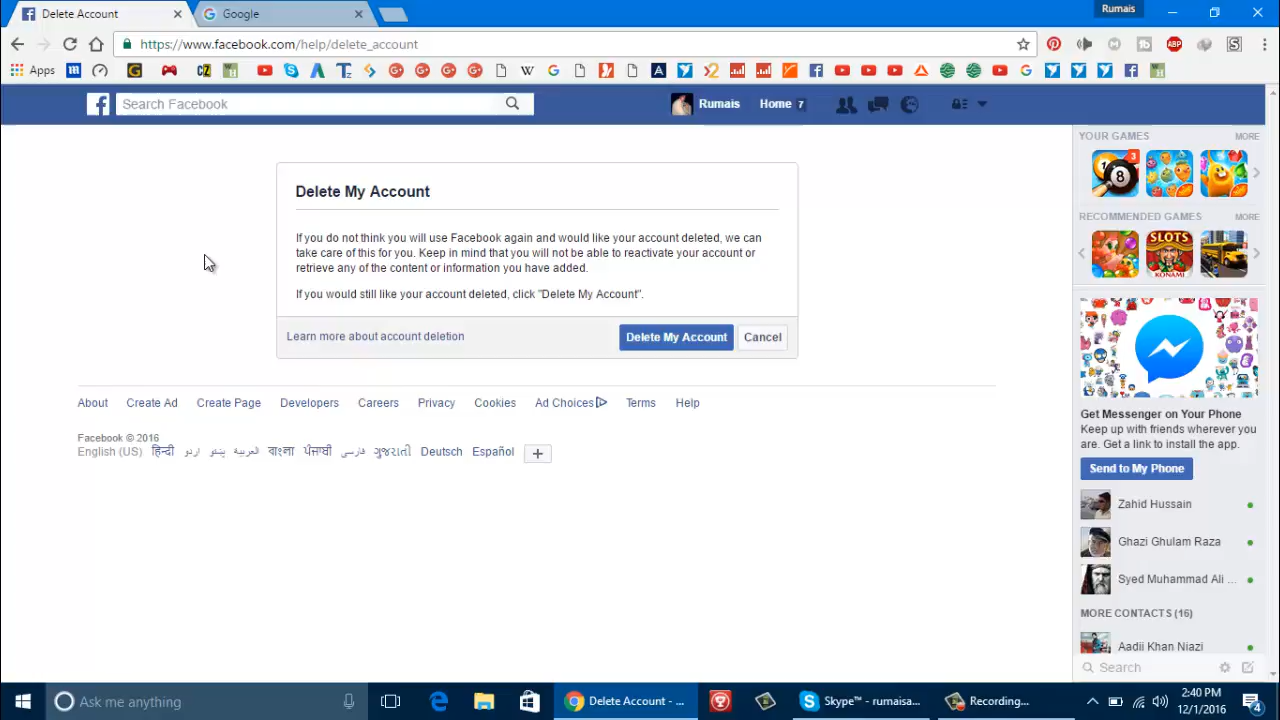 Delete Account
Google
Rumais
https://www.facebook.com/help/delete_account
Apps
Search Facebook
Rumais
Home 7
YOUR GAMES
MORE
3
8
RECOMMENDED GAMES
MORE
SLOTS
KONAMI
Delete My Account
If you do not think you will use Facebook again and would like your account deleted, we can
take care of this for you. Keep in mind that you will not be able to reactivate your account or
retrieve any of the content or information you have added.
If you would still like your account deleted, click "Delete My Account".
Learn more about account deletion
Delete My Account
Cancel
About Create Ad Create Page Developers Careers Privacy Cookies Ad Choices Terms Help
Facebook © 2016
English (US) हिन्दी اردو پښتو العربية বাংলা ਪੰਜਾਬੀ فارسی ગુજરાતી Deutsch Español +
Get Messenger on Your Phone
Keep up with friends wherever you
are. Get a link to install the app.
Send to My Phone
Zahid Hussain
Ghazi Ghulam Raza
Syed Muhammad Ali ...
MORE CONTACTS (16)
Aadii Khan Niazi
Search
Ask me anything
Delete Account - ...
Skype™ - rumaisa...
Recording...
2:40 PM
12/1/2016
4